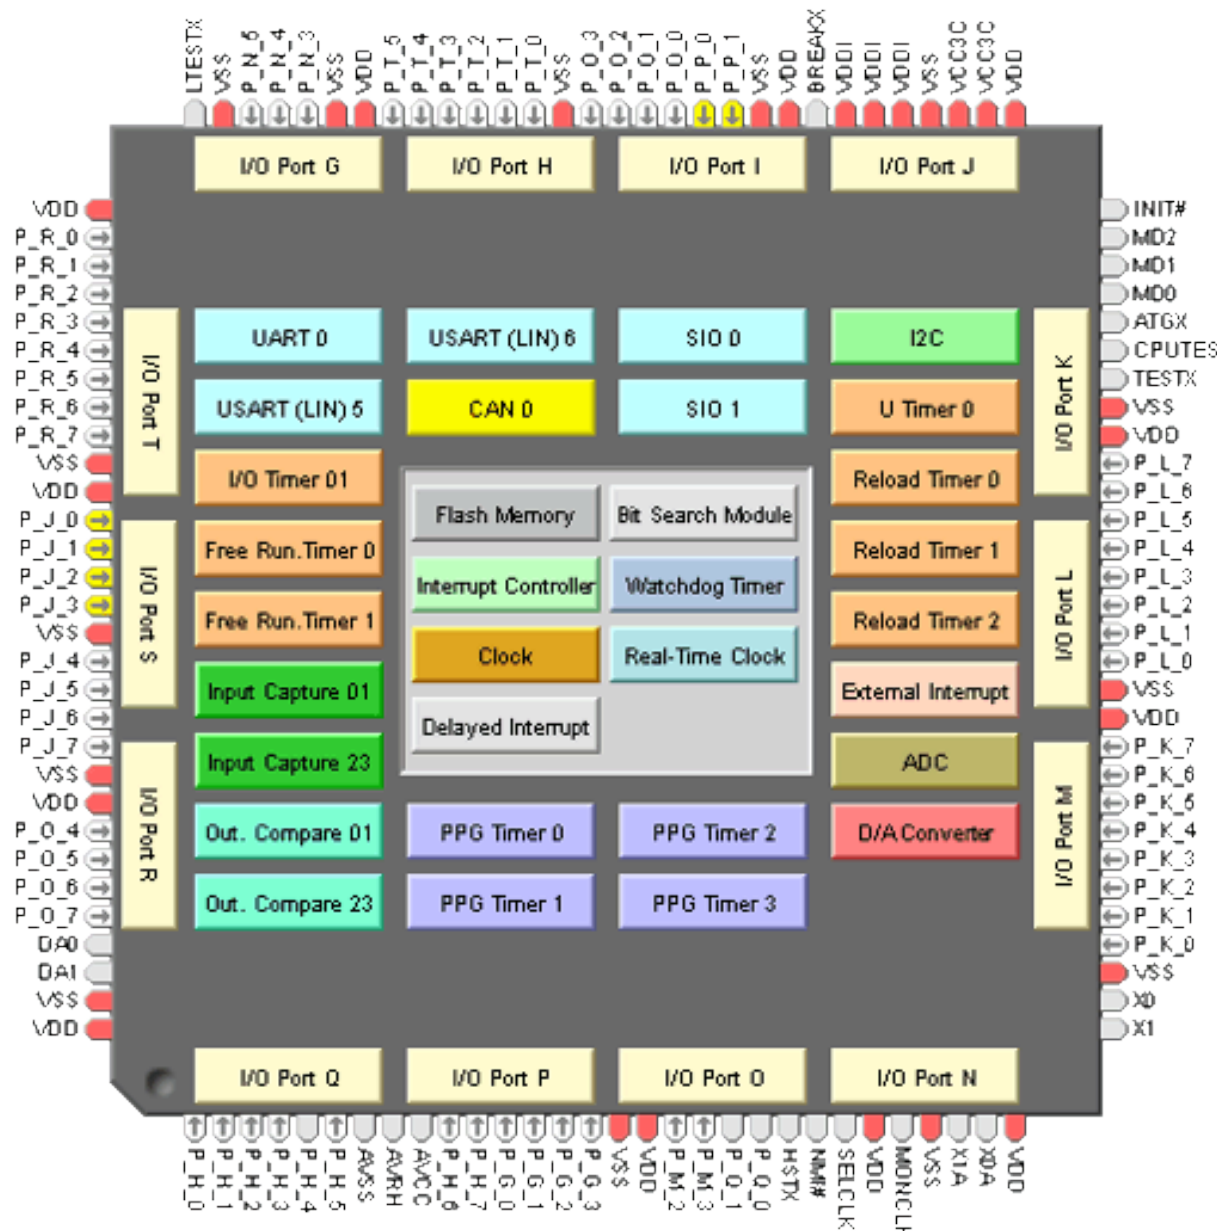 LTESTX
VSS
P_N_5
P_N_4
P_N_3
VSS
VDD
P_T_5
P_T_4
P_T_3
P_T_2
P_T_1
P_T_0
VSS
P_O_3
P_O_2
P_O_1
P_O_0
P_P_0
P_P_1
VSS
VDD
BREAKX
VDDI
VDDI
VDDI
VSS
VCC3C
VCC3C
VDD
I/O Port G
I/O Port H
I/O Port I
I/O Port J
VDD
P_R_0
P_R_1
P_R_2
P_R_3
P_R_4
P_R_5
P_R_6
P_R_7
VSS
VDD
P_J_0
P_J_1
P_J_2
P_J_3
VSS
P_J_4
P_J_5
P_J_6
P_J_7
VSS
VDD
P_O_4
P_O_5
P_O_6
P_O_7
DA0
DA1
VSS
VDD
I/O Port T
I/O Port S
I/O Port R
UART 0
USART (LIN) 6
SIO 0
I2C
USART (LIN) 5
CAN 0
SIO 1
U Timer 0
I/O Timer 01
Reload Timer 0
Flash Memory
Bit Search Module
Free Run.Timer 0
Reload Timer 1
Interrupt Controller
Watchdog Timer
Free Run.Timer 1
Reload Timer 2
Clock
Real-Time Clock
Input Capture 01
External Interrupt
Delayed Interrupt
Input Capture 23
ADC
Out. Compare 01
PPG Timer 0
PPG Timer 2
D/A Converter
Out. Compare 23
PPG Timer 1
PPG Timer 3
I/O Port K
I/O Port L
I/O Port M
INIT#
MD2
MD1
MD0
ATGX
CPUTES
TESTX
VSS
VDD
P_L_7
P_L_6
P_L_5
P_L_4
P_L_3
P_L_2
P_L_1
P_L_0
VSS
VDD
P_K_7
P_K_6
P_K_5
P_K_4
P_K_3
P_K_2
P_K_1
P_K_0
VSS
X0
X1
I/O Port Q
I/O Port P
I/O Port O
I/O Port N
P_H_0
P_H_1
P_H_2
P_H_3
P_H_4
P_H_5
AVSS
AVRH
AVCC
P_H_6
P_H_7
P_G_0
P_G_1
P_G_2
P_G_3
VSS
VDD
P_M_2
P_M_3
P_Q_1
P_Q_0
HSTX
NMI#
SELCLK
VDD
MONCLK
VSS
X1A
X0A
VDD